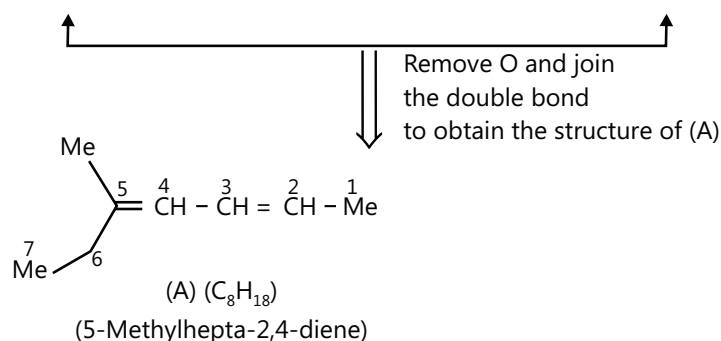 Remove O and join
the double bond
to obtain the structure of (A)
Me
5 4 3 2 1
CH – CH = CH – Me
7
Me 6
(A) (C₈H₁₈)
(5-Methylhepta-2,4-diene)